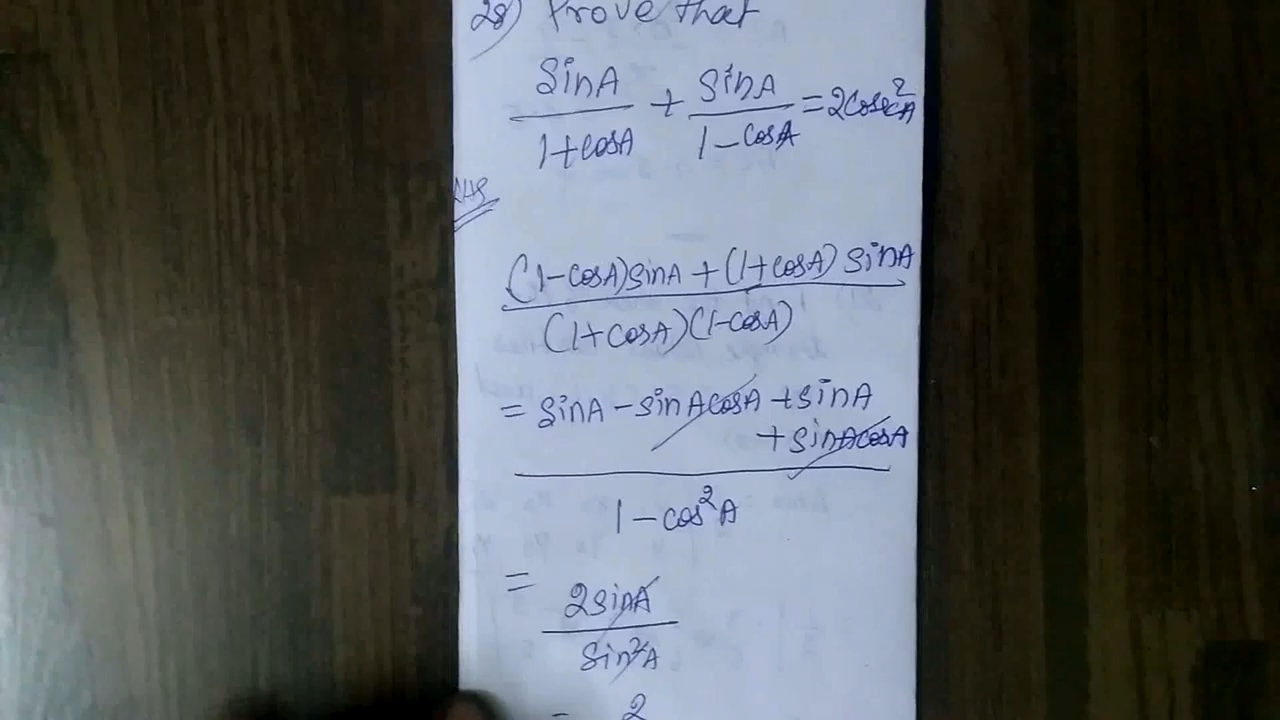 28) Prove that
SinA/1+cosA + SinA/1-cosA = 2cosec²A
LHS
(1-cosA)sinA + (1+cosA) sinA
(1+cosA)(1-cosA)
= sinA - sinAcosA + sinA
+ sinAcosA
1-cos²A
=
2sinA
Sin²A
= 2